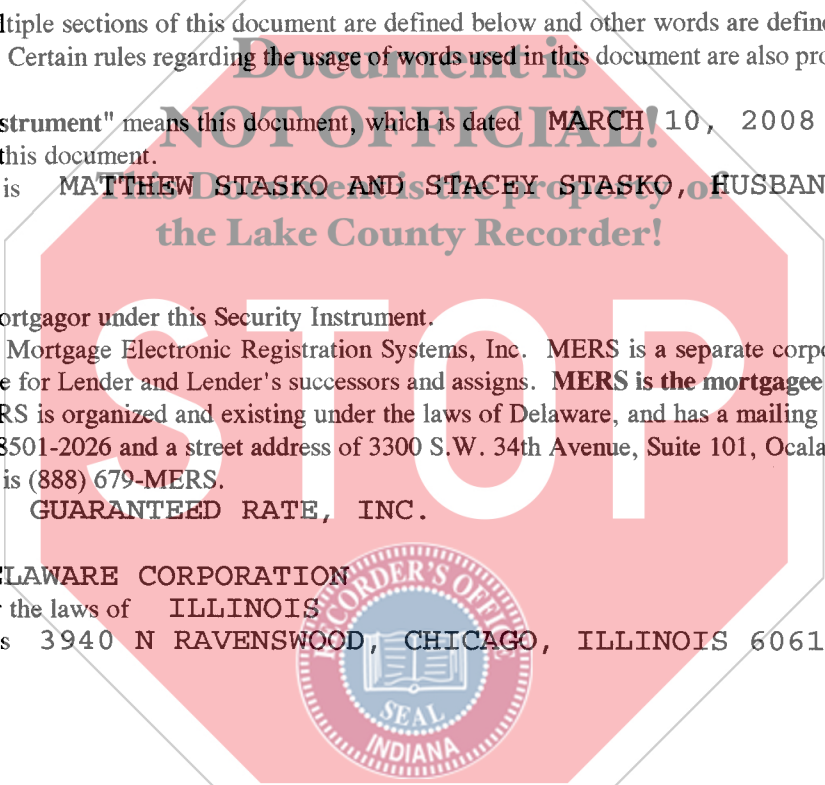 ltiple sections of this document are defined below and other words are define
Document is
Certain rules regarding the usage of words used in this document are also pro
NOT OFFICIAL!
strument" means this document, which is dated MARCH 10, 2008
this document.
This Document is the property of
is MATTHEW STASKO AND STACEY STASKO, HUSBAN
the Lake County Recorder!
STOP
ortgagor under this Security Instrument.
Mortgage Electronic Registration Systems, Inc. MERS is a separate corpo
e for Lender and Lender's successors and assigns. MERS is the mortgagee
RS is organized and existing under the laws of Delaware, and has a mailing
8501-2026 and a street address of 3300 S.W. 34th Avenue, Suite 101, Ocala
is (888) 679-MERS.
GUARANTEED RATE, INC.
ELAWARE CORPORATION
the laws of ILLINOIS
s 3940 N RAVENSWOOD, CHICAGO, ILLINOIS 6061
RECORDER'S OFFICE
SEAL
INDIANA